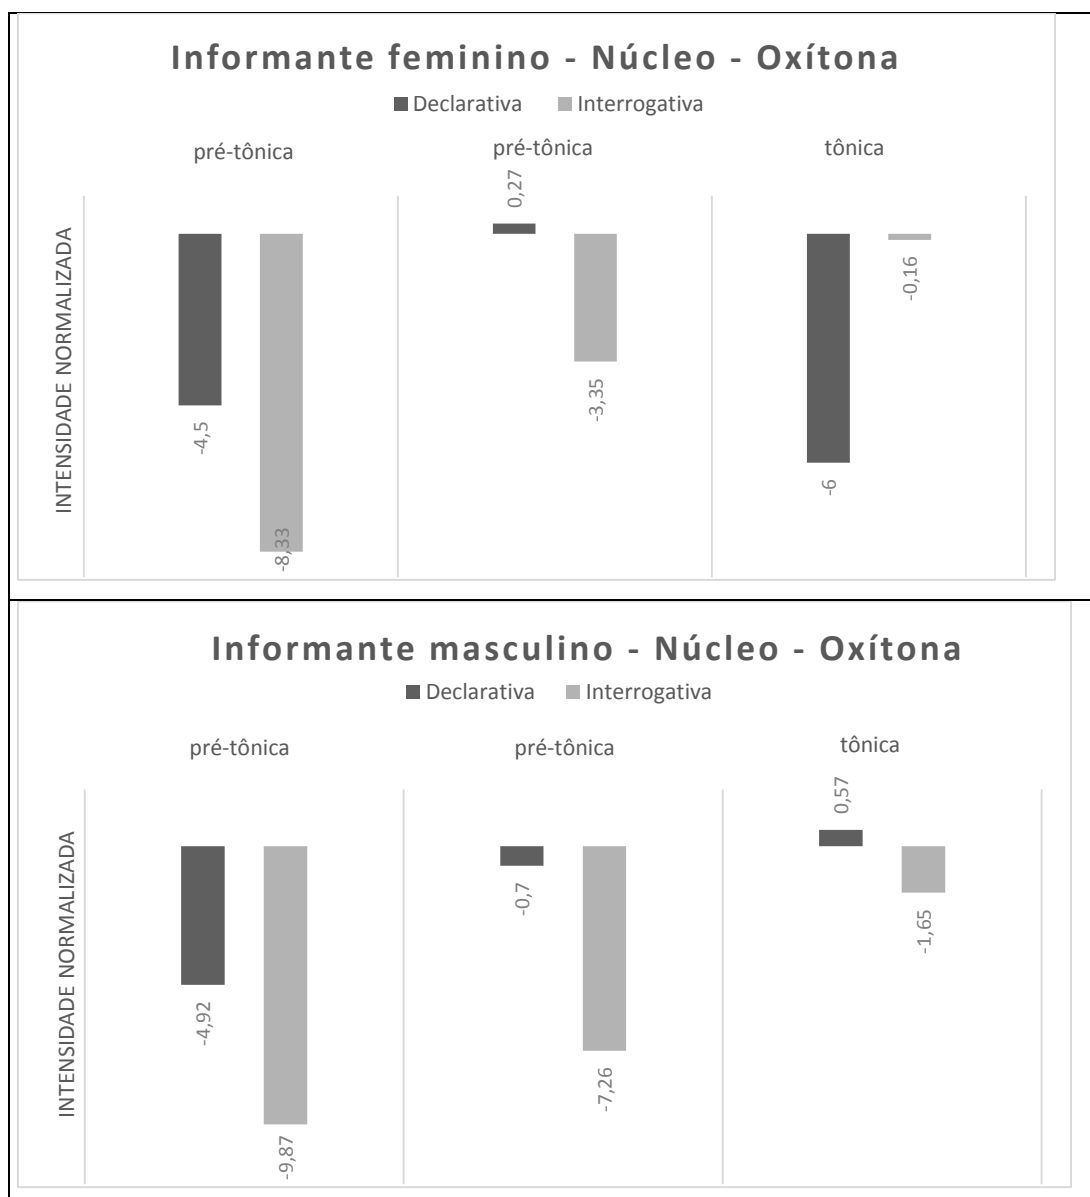 Informante feminino - Núcleo - Oxítona
Declarativa Interrogativa
pré-tônica pré-tônica tônica
INTENSIDADE NORMALIZADA
-4,5
-8,33
0,27
-3,35
-6
-0,16
Informante masculino - Núcleo - Oxítona
Declarativa Interrogativa
pré-tônica pré-tônica tônica
INTENSIDADE NORMALIZADA
-4,92
-9,87
-0,7
-7,26
0,57
-1,65